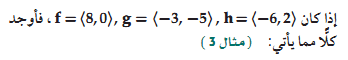 إذا كان f = ⟨8, 0⟩, g = ⟨−3, −5⟩, h = ⟨−6, 2⟩ ، فأوجد
كلًّا مما يأتي: (مثال 3)